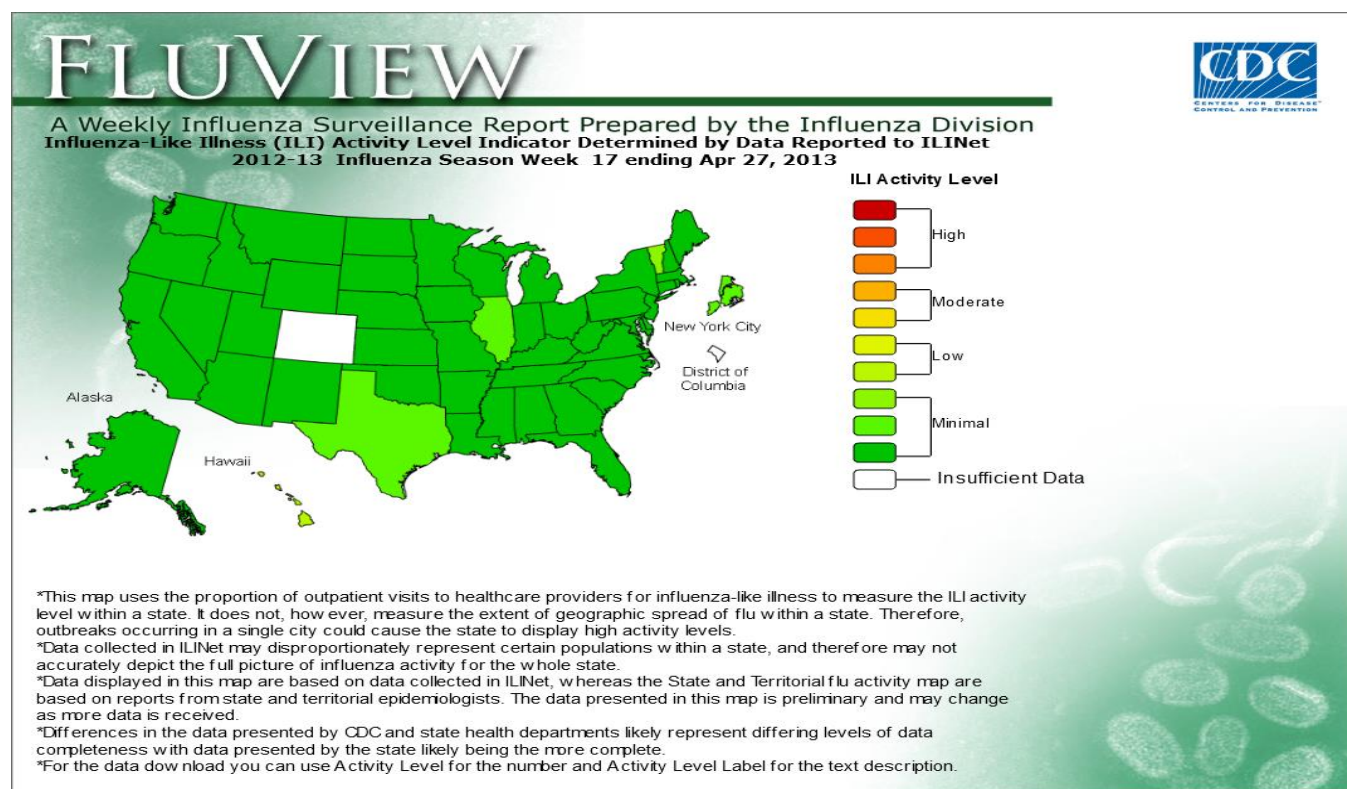 FLUVIEW
CDC
CENTERS FOR DISEASE
CONTROL AND PREVENTION
A Weekly Influenza Surveillance Report Prepared by the Influenza Division
Influenza-Like Illness (ILI) Activity Level Indicator Determined by Data Reported to ILINet
2012-13 Influenza Season Week 17 ending Apr 27, 2013
ILI Activity Level
High
Moderate
Low
Minimal
Insufficient Data
New York City
District of
Columbia
Alaska
Hawaii
*This map uses the proportion of outpatient visits to healthcare providers for influenza-like illness to measure the ILI activity
level within a state. It does not, however, measure the extent of geographic spread of flu within a state. Therefore,
outbreaks occurring in a single city could cause the state to display high activity levels.
*Data collected in ILINet may disproportionately represent certain populations within a state, and therefore may not
accurately depict the full picture of influenza activity for the whole state.
*Data displayed in this map are based on data collected in ILINet, whereas the State and Territorial flu activity map are
based on reports from state and territorial epidemiologists. The data presented in this map is preliminary and may change
as more data is received.
*Differences in the data presented by CDC and state health departments likely represent differing levels of data
completeness with data presented by the state likely being the more complete.
*For the data download you can use Activity Level for the number and Activity Level Label for the text description.